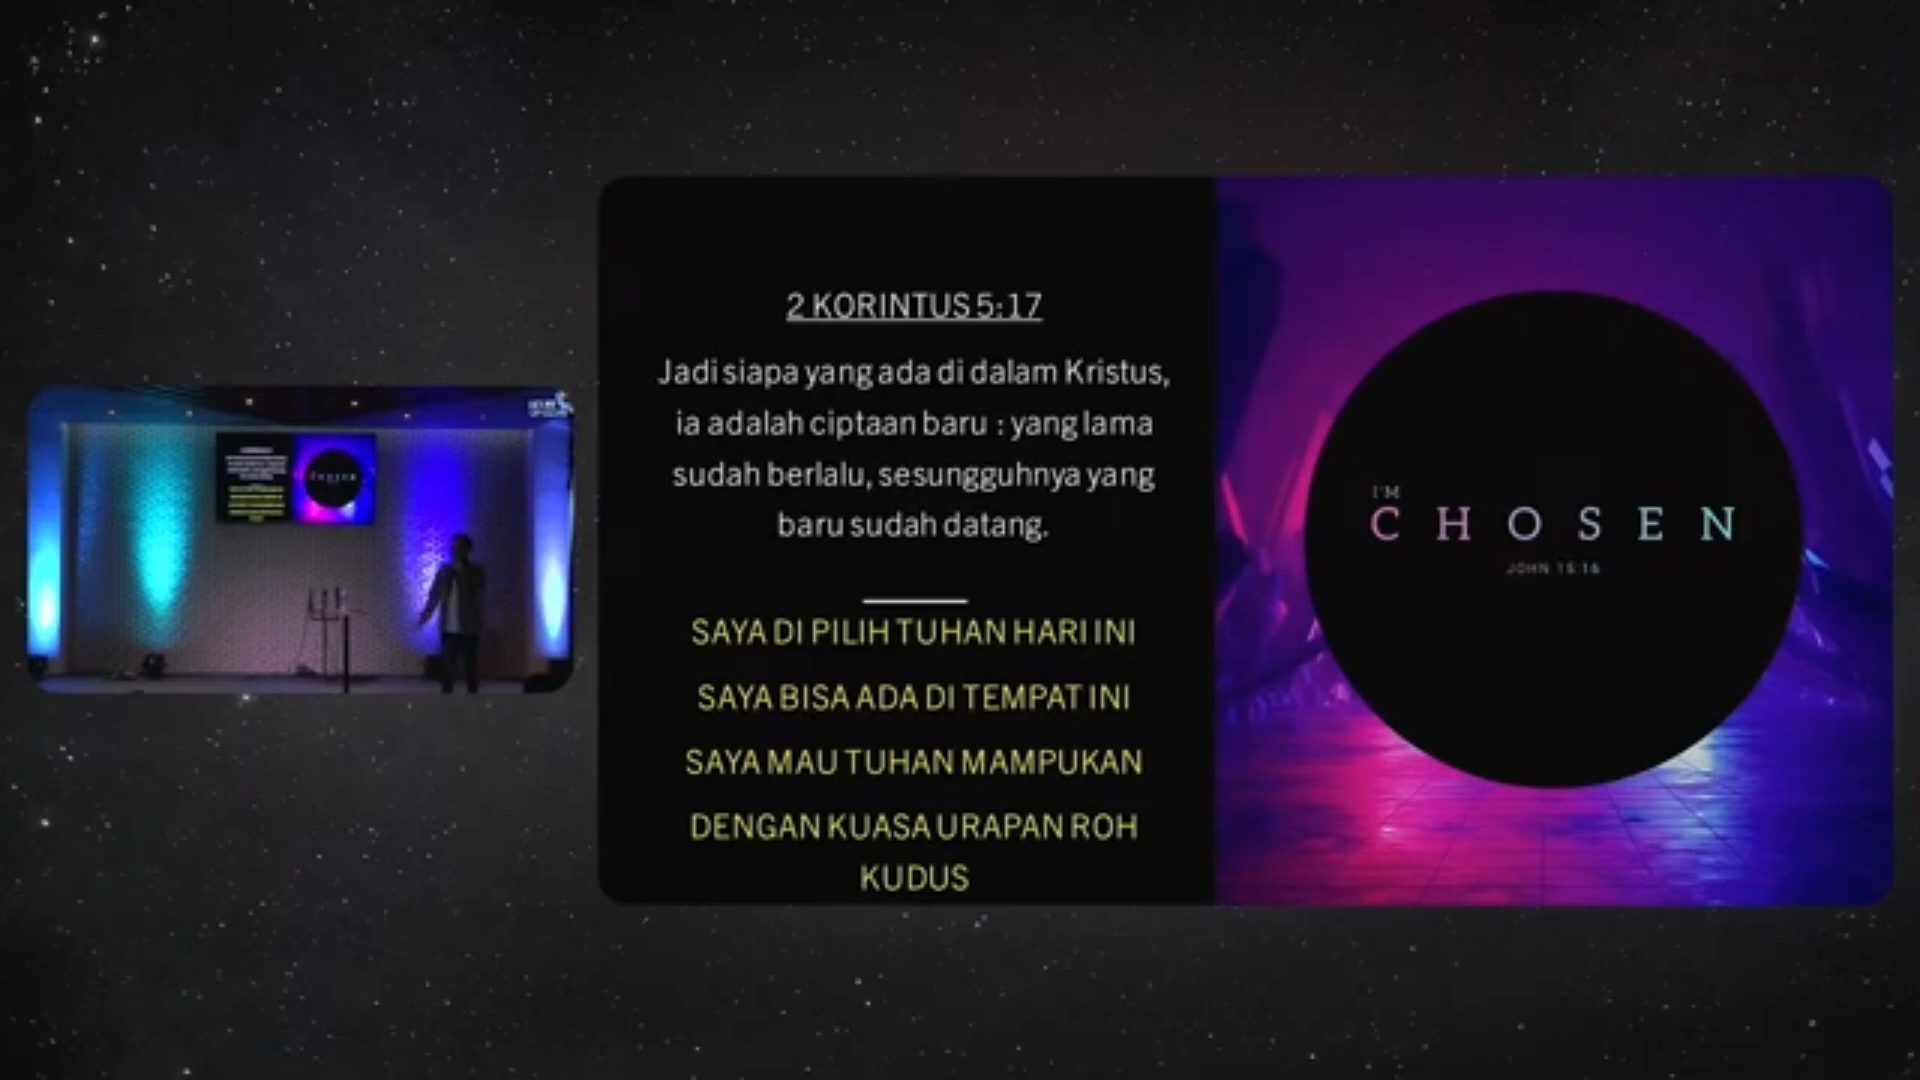 2 KORINTUS 5:17
Jadi siapa yang ada di dalam Kristus,
ia adalah ciptaan baru : yang lama
sudah berlalu, sesungguhnya yang
baru sudah datang.
SAYA DI PILIH TUHAN HARI INI
SAYA BISA ADA DI TEMPAT INI
SAYA MAU TUHAN MAMPUKAN
DENGAN KUASA URAPAN ROH
KUDUS
I'M
CHOSEN
JOHN 15:16